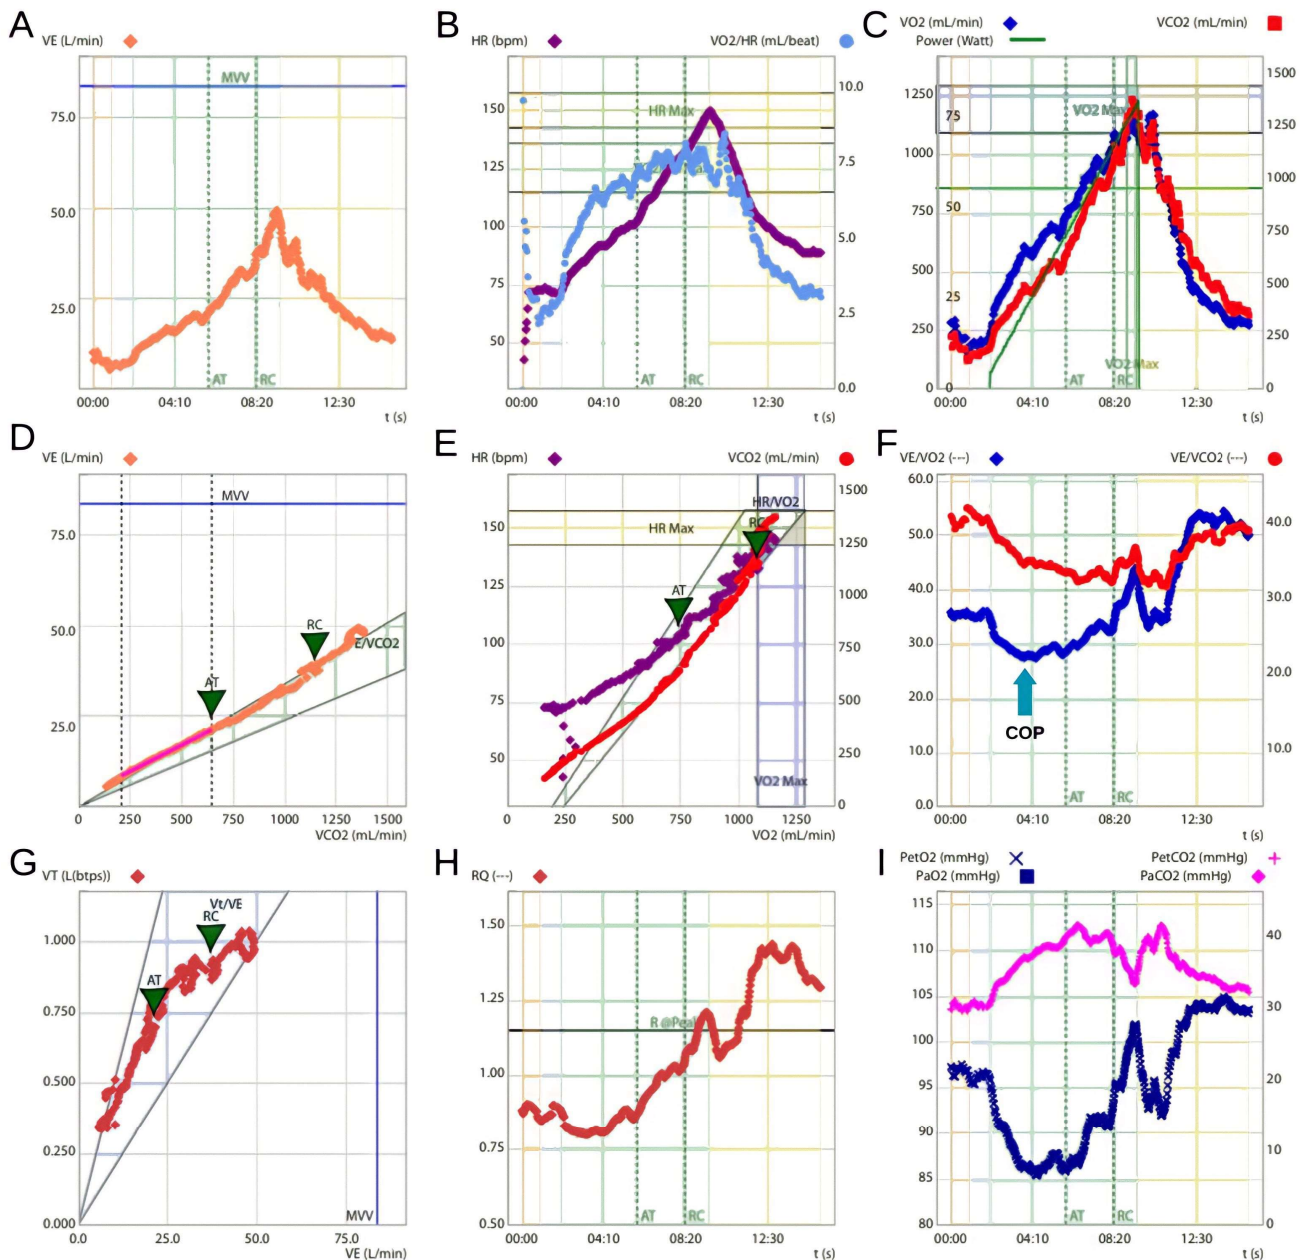 A
VE (L/min)
MVV
75.0
50.0
25.0
AT
RC
00:00 04:10 08:20 12:30
t (s)
B
HR (bpm) VO2/HR (mL/beat)
10.0
150
HR Max
125
7.5
100
5.0
75
2.5
50
0.0
AT
RC
00:00 04:10 08:20 12:30
t (s)
C
VO2 (mL/min) VCO2 (mL/min)
Power (Watt)
1500
1250
75
VO2 Max
1250
1000
1000
750
50
750
500
500
25
250
250
VO2 Max
0 0
AT
RC
0
00:00 04:10 08:20 12:30
t (s)
D
VE (L/min)
MVV
75.0
50.0
RC
E/VCO2
AT
25.0
0 250 500 750 1000 1250 1500
VCO2 (mL/min)
E
HR (bpm) VCO2 (mL/min)
1500
HR/VO2
150
HR Max
RC
1250
125
AT
1000
100
750
75
500
50
250
VO2 Max
0
0 250 500 750 1000 1250
VO2 (mL/min)
F
VE/VO2 (---) VE/VCO2 (---)
60.0
50.0
40.0
40.0
30.0
30.0
20.0
20.0
COP
10.0
10.0
0.0
AT
RC
00:00 04:10 08:20 12:30
t (s)
G
VT (L(btps))
Vt/VE
RC
1.000
AT
0.750
0.500
0.250
0.000
MVV
0.0 25.0 50.0 75.0
VE (L/min)
H
RQ (---)
1.50
1.25
R @Peak
1.00
0.75
0.50
AT
RC
00:00 04:10 08:20 12:30
t (s)
I
PetO2 (mmHg) PetCO2 (mmHg)
PaO2 (mmHg) PaCO2 (mmHg)
115
110
40
105
30
100
95
20
90
10
85
80
AT
RC
0
00:00 04:10 08:20 12:30
t (s)